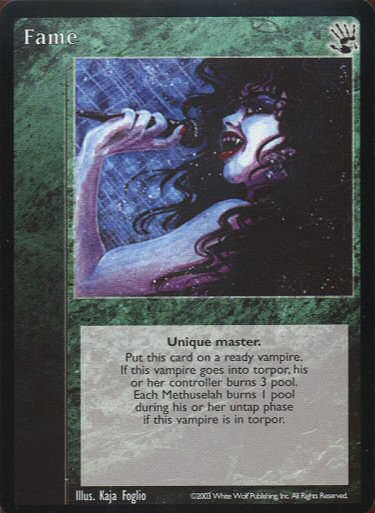 Fame
Unique master.
Put this card on a ready vampire.
If this vampire goes into torpor, his
or her controller burns 3 pool.
Each Methuselah burns 1 pool
during his or her untap phase
if this vampire is in torpor.
Illus. Kaja Foglio
©2003 White Wolf Publishing, Inc. All Rights Reserved.